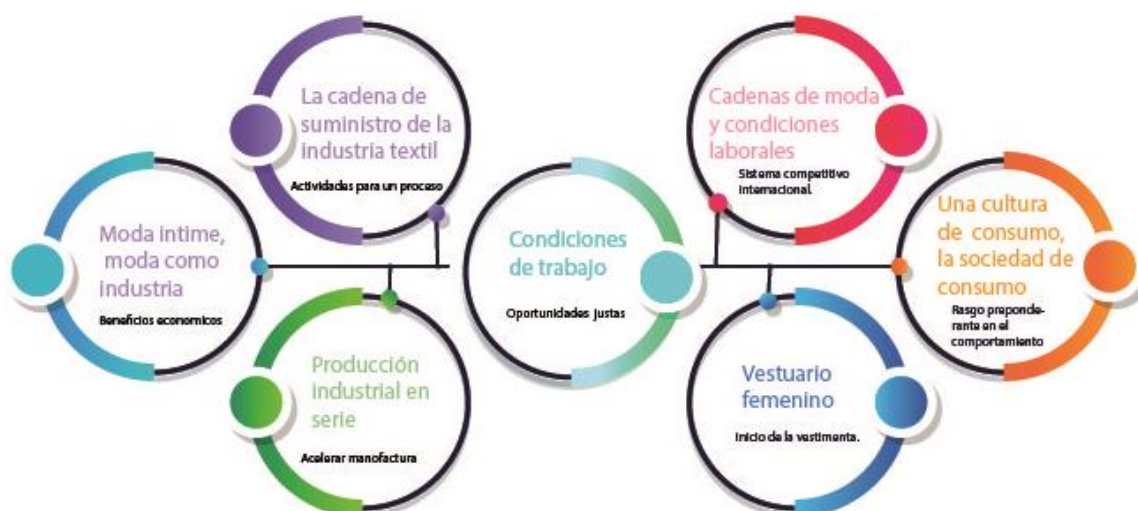 La cadena de
suministro de la
industria textil
Actividades para un proceso
Cadenas de moda
y condiciones
laborales
Sistema competitivo
internacional.
Moda intime,
moda como
industria
Beneficios economicos
Condiciones
de trabajo
Oportunidades justas
Una cultura
de consumo,
la sociedad de
consumo
Rasgo preponde-
rante en el
comportamiento
Producción
industrial en
serie
Acelerar manofactura
Vestuario
femenino
Inicio de la vestimenta.